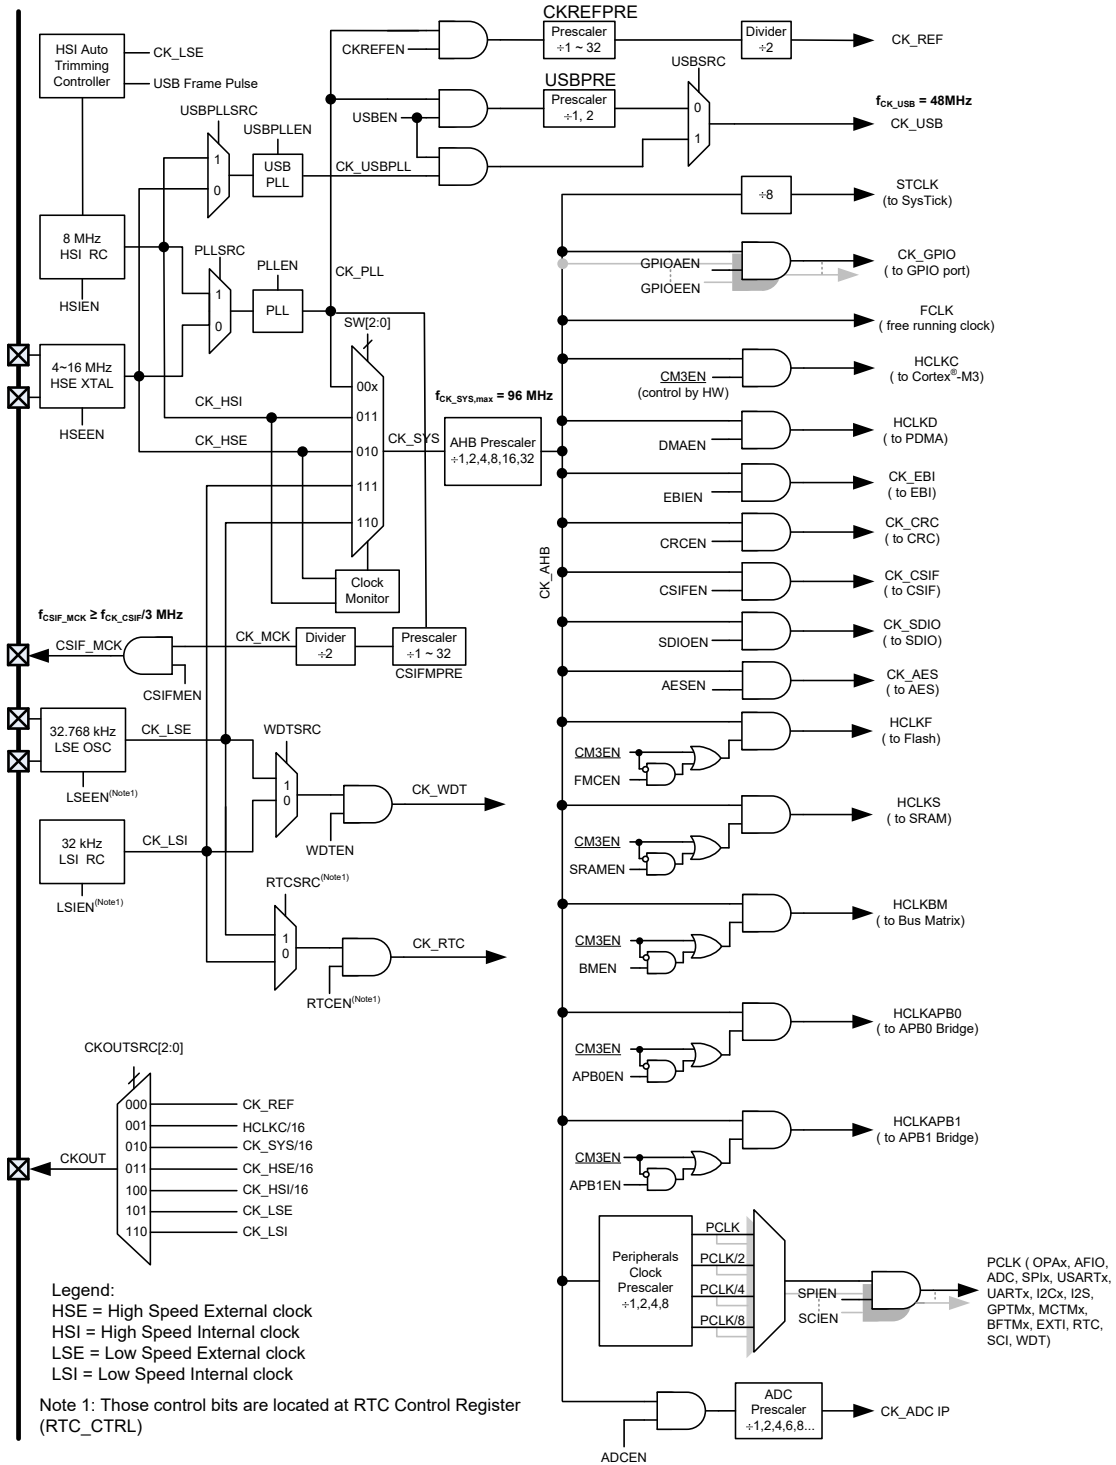 CKREFPRE
HSI Auto
Trimming
Controller
CK_LSE
USB Frame Pulse
CKREFEN
Prescaler
÷1 ~ 32
Divider
÷2
CK_REF
USBSRC
USBPRE
USBEN
Prescaler
÷1, 2
0
1
fCK_USB = 48MHz
CK_USB
USBPLLSRC
USBPLLEN
1
0
USB
PLL
CK_USBPLL
÷8
STCLK
(to SysTick)
8 MHz
HSI RC
HSIEN
PLLSRC
PLLEN
1
0
PLL
CK_PLL
GPIOAEN
GPIOEEN
CK_GPIO
( to GPIO port)
FCLK
( free running clock)
SW[2:0]
4~16 MHz
HSE XTAL
HSEEN
CK_HSI
CK_HSE
00x
011
010
111
110
CK_SYS
fCK_SYS,max = 96 MHz
AHB Prescaler
÷1,2,4,8,16,32
CM3EN
(control by HW)
HCLKC
( to Cortex®-M3)
DMAEN
HCLKD
( to PDMA)
EBIEN
CK_EBI
( to EBI)
CRCEN
CK_CRC
( to CRC)
CK_AHB
CSIFEN
CK_CSIF
( to CSIF)
Clock
Monitor
fCSIF_MCK ≥ fCK_CSIF/3 MHz
CSIF_MCK
CSIFMEN
CK_MCK
Divider
÷2
Prescaler
÷1 ~ 32
CSIFMPRE
SDIOEN
CK_SDIO
( to SDIO)
AESEN
CK_AES
( to AES)
32.768 kHz
LSE OSC
LSEEN(Note1)
CK_LSE
WDTSRC
1
0
WDTEN
CK_WDT
CM3EN
FMCEN
HCLKF
( to Flash)
32 kHz
LSI RC
LSIEN(Note1)
CK_LSI
CM3EN
SRAMEN
HCLKS
( to SRAM)
RTCSRC(Note1)
1
0
RTCEN(Note1)
CK_RTC
CM3EN
BMEN
HCLKBM
( to Bus Matrix)
CM3EN
APB0EN
HCLKAPB0
( to APB0 Bridge)
CKOUTSRC[2:0]
CKOUT
000
CK_REF
001
HCLKC/16
010
CK_SYS/16
011
CK_HSE/16
100
CK_HSI/16
101
CK_LSE
110
CK_LSI
CM3EN
APB1EN
HCLKAPB1
( to APB1 Bridge)
Peripherals
Clock
Prescaler
÷1,2,4,8
PCLK
PCLK/2
PCLK/4
PCLK/8
SPIEN
SCIEN
PCLK ( OPAx, AFIO,
ADC, SPIx, USARTx,
UARTx, I2Cx, I2S,
GPTMx, MCTMx,
BFTMx, EXTI, RTC,
SCI, WDT)
Legend:
HSE = High Speed External clock
HSI = High Speed Internal clock
LSE = Low Speed External clock
LSI = Low Speed Internal clock
Note 1: Those control bits are located at RTC Control Register
(RTC_CTRL)
ADCEN
ADC
Prescaler
÷1,2,4,6,8...
CK_ADC IP